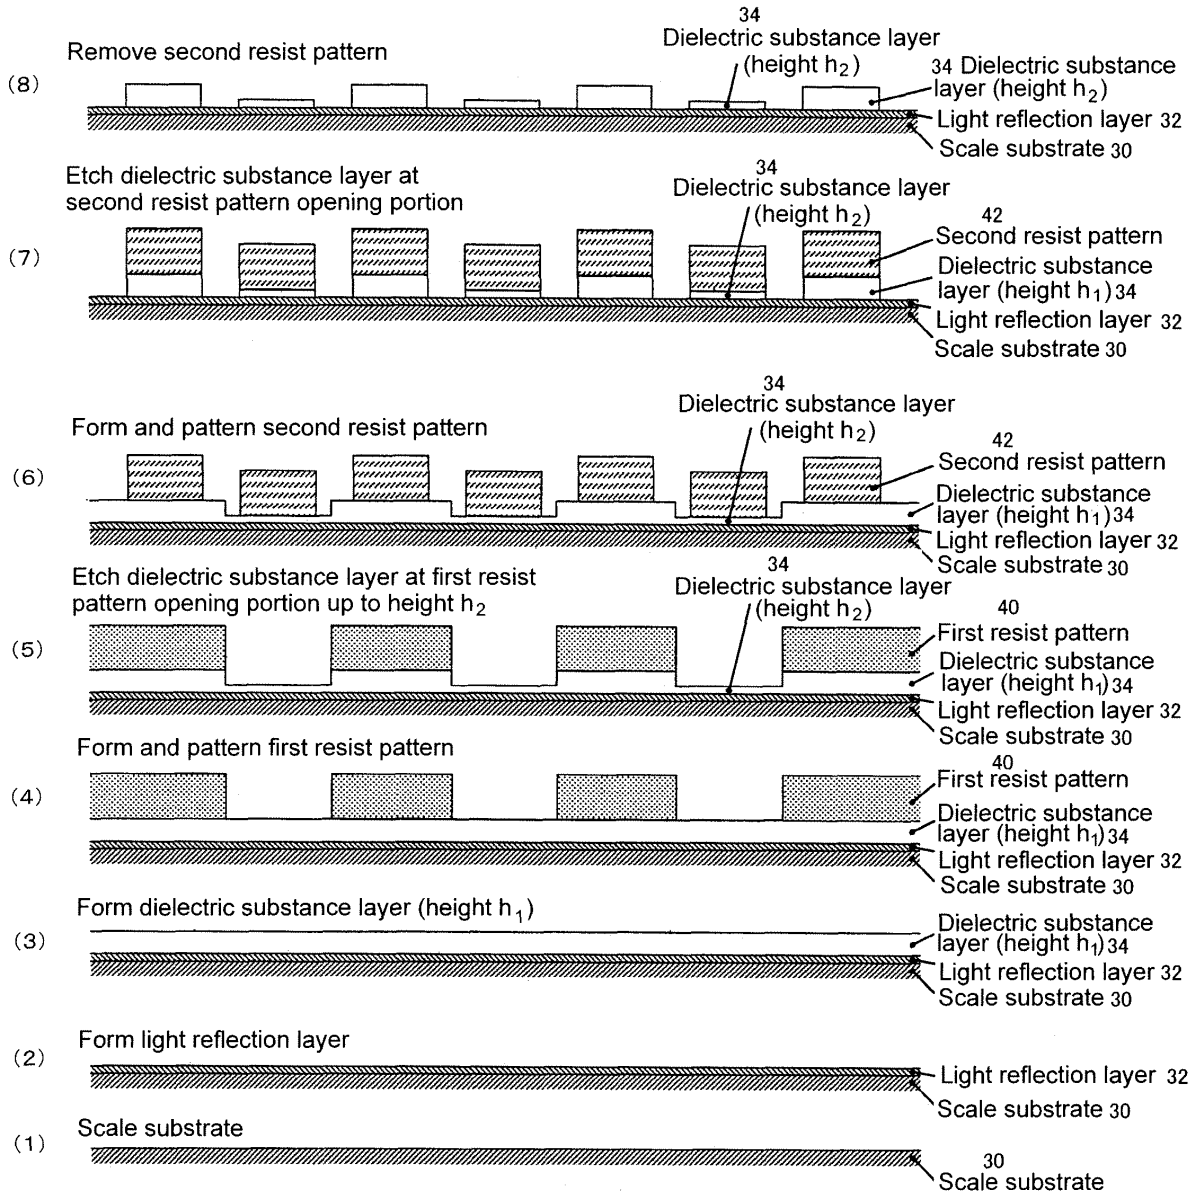 34
Dielectric substance layer
(height h2)
Remove second resist pattern
(8)
34 Dielectric substance
layer (height h2)
Light reflection layer 32
Scale substrate 30
Etch dielectric substance layer at
second resist pattern opening portion
34
Dielectric substance layer
(height h2)
(7)
42
Second resist pattern
Dielectric substance
layer (height h1)34
Light reflection layer 32
Scale substrate 30
34
Dielectric substance layer
(height h2)
Form and pattern second resist pattern
(6)
42
Second resist pattern
Dielectric substance
layer (height h1)34
Light reflection layer 32
Scale substrate 30
Etch dielectric substance layer at first resist
pattern opening portion up to height h2
34
Dielectric substance layer
(height h2)
(5)
40
First resist pattern
Dielectric substance
layer (height h1)34
Light reflection layer 32
Scale substrate 30
Form and pattern first resist pattern
(4)
40
First resist pattern
Dielectric substance
layer (height h1)34
Light reflection layer 32
Scale substrate 30
Form dielectric substance layer (height h1)
(3)
Dielectric substance
layer (height h1)34
Light reflection layer 32
Scale substrate 30
Form light reflection layer
(2)
Light reflection layer 32
Scale substrate 30
Scale substrate
(1)
30
Scale substrate